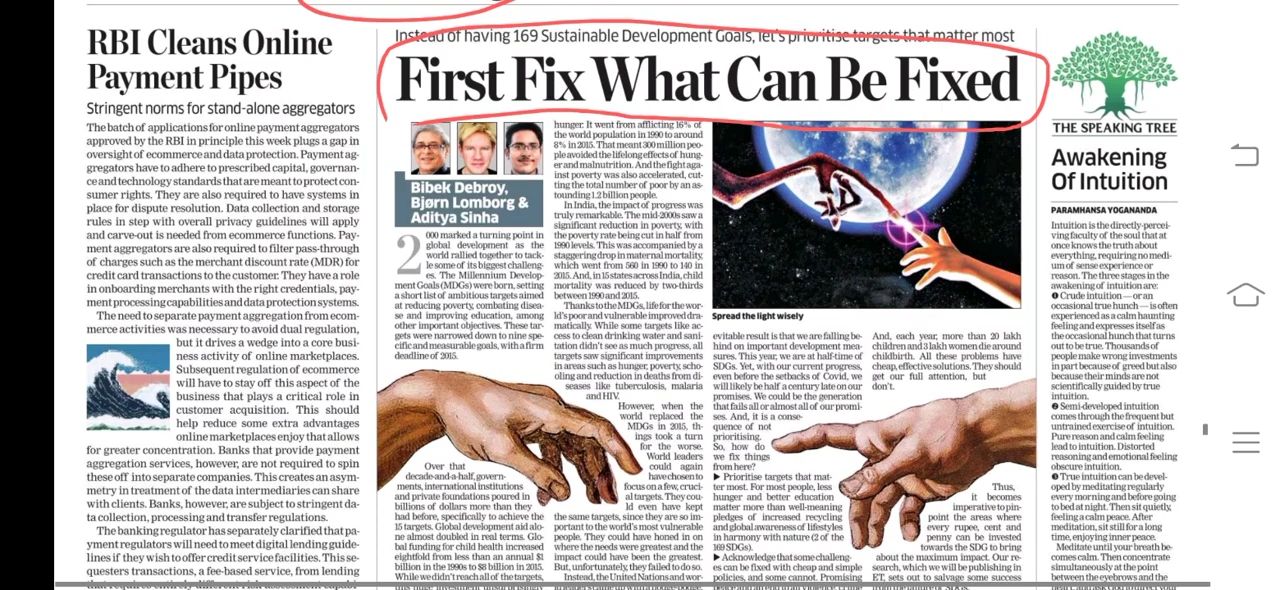 RBI Cleans Online
Payment Pipes
Stringent norms for stand-alone aggregators
The batch of applications for online payment aggregators
approved by the RBI in principle this week plugs a gap in
oversight of ecommerce and data protection. Payment ag-
gregators have to adhere to prescribed capital, governan-
ce and technology standards that are meant to protect con-
sumer rights. They are also required to have systems in
place for dispute resolution. Data collection and storage
rules in step with overall privacy guidelines will apply
and carve-out is needed from ecommerce functions. Pay-
ment aggregators are also required to filter pass-through
of charges such as the merchant discount rate (MDR) for
credit card transactions to the customer. They have a role
in onboarding merchants with the right credentials, pay-
ment processing capabilities and data protection systems.
The need to separate payment aggregation from ecom-
merce activities was necessary to avoid dual regulation,
but it drives a wedge into a core busi-
ness activity of online marketplaces.
Subsequent regulation of ecommerce
will have to stay off this aspect of the
business that plays a critical role in
customer acquisition. This should
help reduce some extra advantages
online marketplaces enjoy that allows
for greater concentration. Banks that provide payment
aggregation services, however, are not required to spin
these off into separate companies. This creates an asym-
metry in treatment of the data intermediaries can share
with clients. Banks, however, are subject to stringent da-
ta collection, processing and transfer regulations.
The banking regulator has separately clarified that pa-
yment regulators will need to meet digital lending guide-
lines if they wish to offer credit service facilities. This se-
questers transactions, a fee-based service, from lending
Instead of having 169 Sustainable Development Goals, let's prioritise targets that matter most
First Fix What Can Be Fixed
Bibek Debroy,
Bjørn Lomborg &
Aditya Sinha
2000 marked a turning point in
global development as the
world rallied together to tack-
le some of its biggest challeng-
es. The Millennium Develop-
ment Goals (MDGs) were born, setting
a short list of ambitious targets aimed
at reducing poverty, combating disea-
se and improving education, among
other important objectives. These tar-
gets were narrowed down to nine spe-
cific and measurable goals, with a firm
deadline of 2015.
Over that
decade-and-a-half, govern-
ments, international institutions
and private foundations poured in
billions of dollars more than they
had before, specifically to achieve the
15 targets. Global development aid alo-
ne almost doubled in real terms. Glo-
bal funding for child health increased
eightfold from less than an annual $1
billion in the 1990s to $8 billion in 2015.
While we didn't reach all of the targets,
hunger. It went from afflicting 16% of
the world population in 1990 to around
8% in 2015. That meant 300 million peo-
ple avoided the lifelong effects of hung-
er and malnutrition. And the fight aga-
inst poverty was also accelerated, cut-
ting the total number of poor by an as-
tounding 1.2 billion people.
In India, the impact of progress was
truly remarkable. The mid-2000s saw a
significant reduction in poverty, with
the poverty rate being cut in half from
1990 levels. This was accompanied by a
staggering drop in maternal mortality,
which went from 560 in 1990 to 140 in
2015. And, in 15 states across India, child
mortality was reduced by two-thirds
between 1990 and 2015.
Thanks to the MDGs, life for the wor-
ld's poor and vulnerable improved dra-
matically. While some targets like ac-
cess to clean drinking water and sani-
tation didn't see as much progress, all
targets saw significant improvements
in areas such as hunger, poverty, scho-
oling and reduction in deaths from di-
seases like tuberculosis, malaria
and HIV.
However, when the
world replaced the
MDGs in 2015, th-
ings took a turn
for the worse.
World leaders
could again
have chosen to
focus on a few, cruci-
al targets. They cou-
ld even have kept
the same targets, since they are so im-
portant to the world's most vulnerable
people. They could have honed in on
where the needs were greatest and the
impact could have been the greatest.
But, unfortunately, they failed to do so.
Instead, the United Nations and wor-
Spread the light wisely
evitable result is that we are falling be-
hind on important development mea-
sures. This year, we are at half-time of
SDGs. Yet, with our current progress,
even before the setbacks of Covid, we
will likely be half a century late on our
promises. We could be the generation
that fails all or almost all of our promi-
ses. And, it is a conse-
quence of not
prioritising.
So, how do
we fix things
from here?
▶ Prioritise targets that mat-
ter most. For most people, less
hunger and better education
matter more than well-meaning
pledges of increased recycling
and global awareness of lifestyles
in harmony with nature (2 of the
169 SDGs).
▶ Acknowledge that some challeng-
es can be fixed with cheap and simple
policies, and some cannot. Promising
And, each year, more than 20 lakh
children and 3 lakh women die around
childbirth. All these problems have
cheap, effective solutions. They should
get our full attention, but
don't.
Thus,
it becomes
imperative to pin-
point the areas where
every rupee, cent and
penny can be invested
towards the SDG to bring
about the maximum impact. Our re-
search, which we will be publishing in
ET, sets out to salvage some success
THE SPEAKING TREE
Awakening
Of Intuition
PARAMHANSA YOGANANDA
Intuition is the directly-percei-
ving faculty of the soul that at
once knows the truth about
everything, requiring no medi-
um of sense experience or
reason. The three stages in the
awakening of intuition are:
❶ Crude intuition — or an
occasional true hunch — is often
experienced as a calm haunting
feeling and expresses itself as
the occasional hunch that turns
out to be true. Thousands of
people make wrong investments
in part because of greed but also
because their minds are not
scientifically guided by true
intuition.
❷ Semi-developed intuition
comes through the frequent but
untrained exercise of intuition.
Pure reason and calm feeling
lead to intuition. Distorted
reasoning and emotional feeling
obscure intuition.
❸ True intuition can be devel-
oped by meditating regularly
every morning and before going
to bed at night. Then sit quietly,
feeling a calm peace. After
meditation, sit still for a long
time, enjoying inner peace.
Meditate until your breath be-
comes calm. Then concentrate
simultaneously at the point
between the eyebrows and the